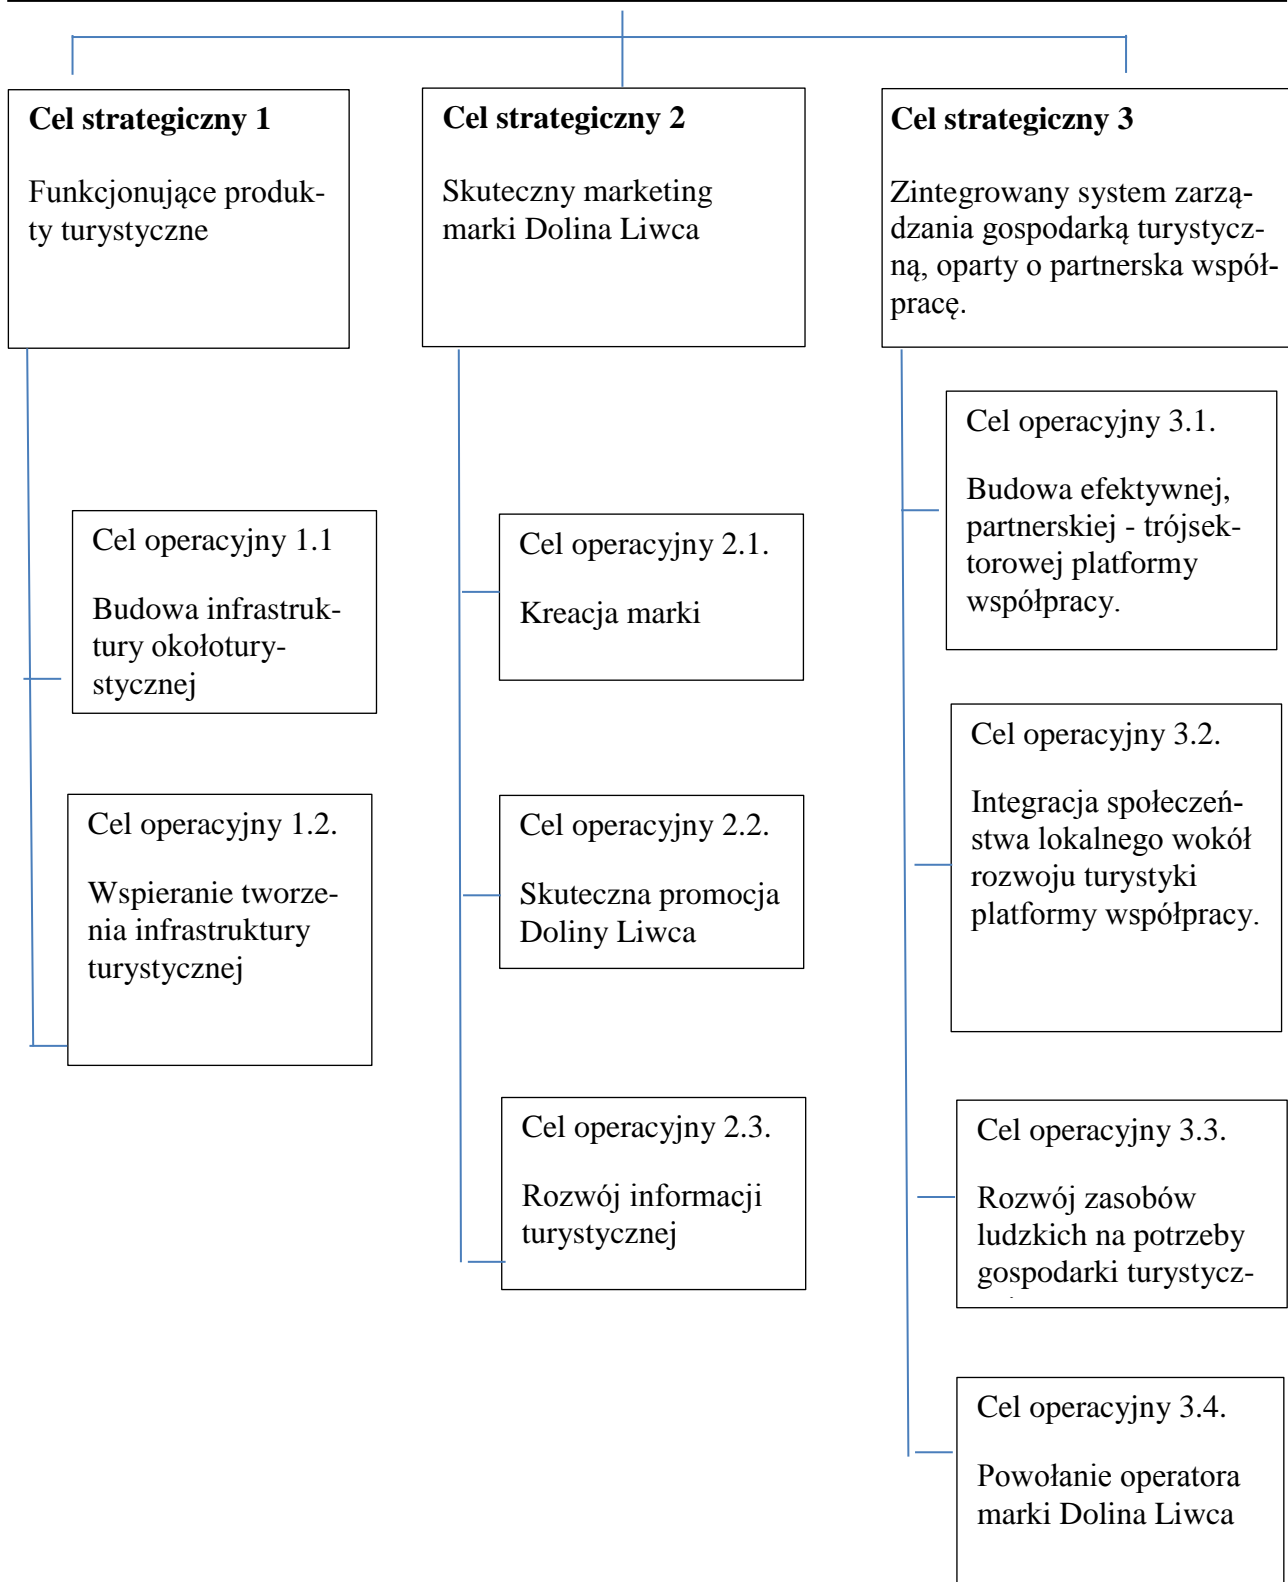 Cel strategiczny 1
Funkcjonujące produk-
ty turystyczne
Cel operacyjny 1.1
Budowa infrastruk-
tury okołotury-
stycznej
Cel operacyjny 1.2.
Wspieranie tworze-
nia infrastruktury
turystycznej
Cel strategiczny 2
Skuteczny marketing
marki Dolina Liwca
Cel operacyjny 2.1.
Kreacja marki
Cel operacyjny 2.2.
Skuteczna promocja
Doliny Liwca
Cel operacyjny 2.3.
Rozwój informacji
turystycznej
Cel strategiczny 3
Zintegrowany system zarzą-
dzania gospodarką turystycz-
ną, oparty o partnerska współ-
pracę.
Cel operacyjny 3.1.
Budowa efektywnej,
partnerskiej - trójsek-
torowej platformy
współpracy.
Cel operacyjny 3.2.
Integracja społeczeń-
stwa lokalnego wokół
rozwoju turystyki
platformy współpracy.
Cel operacyjny 3.3.
Rozwój zasobów
ludzkich na potrzeby
gospodarki turystycz-
Cel operacyjny 3.4.
Powołanie operatora
marki Dolina Liwca